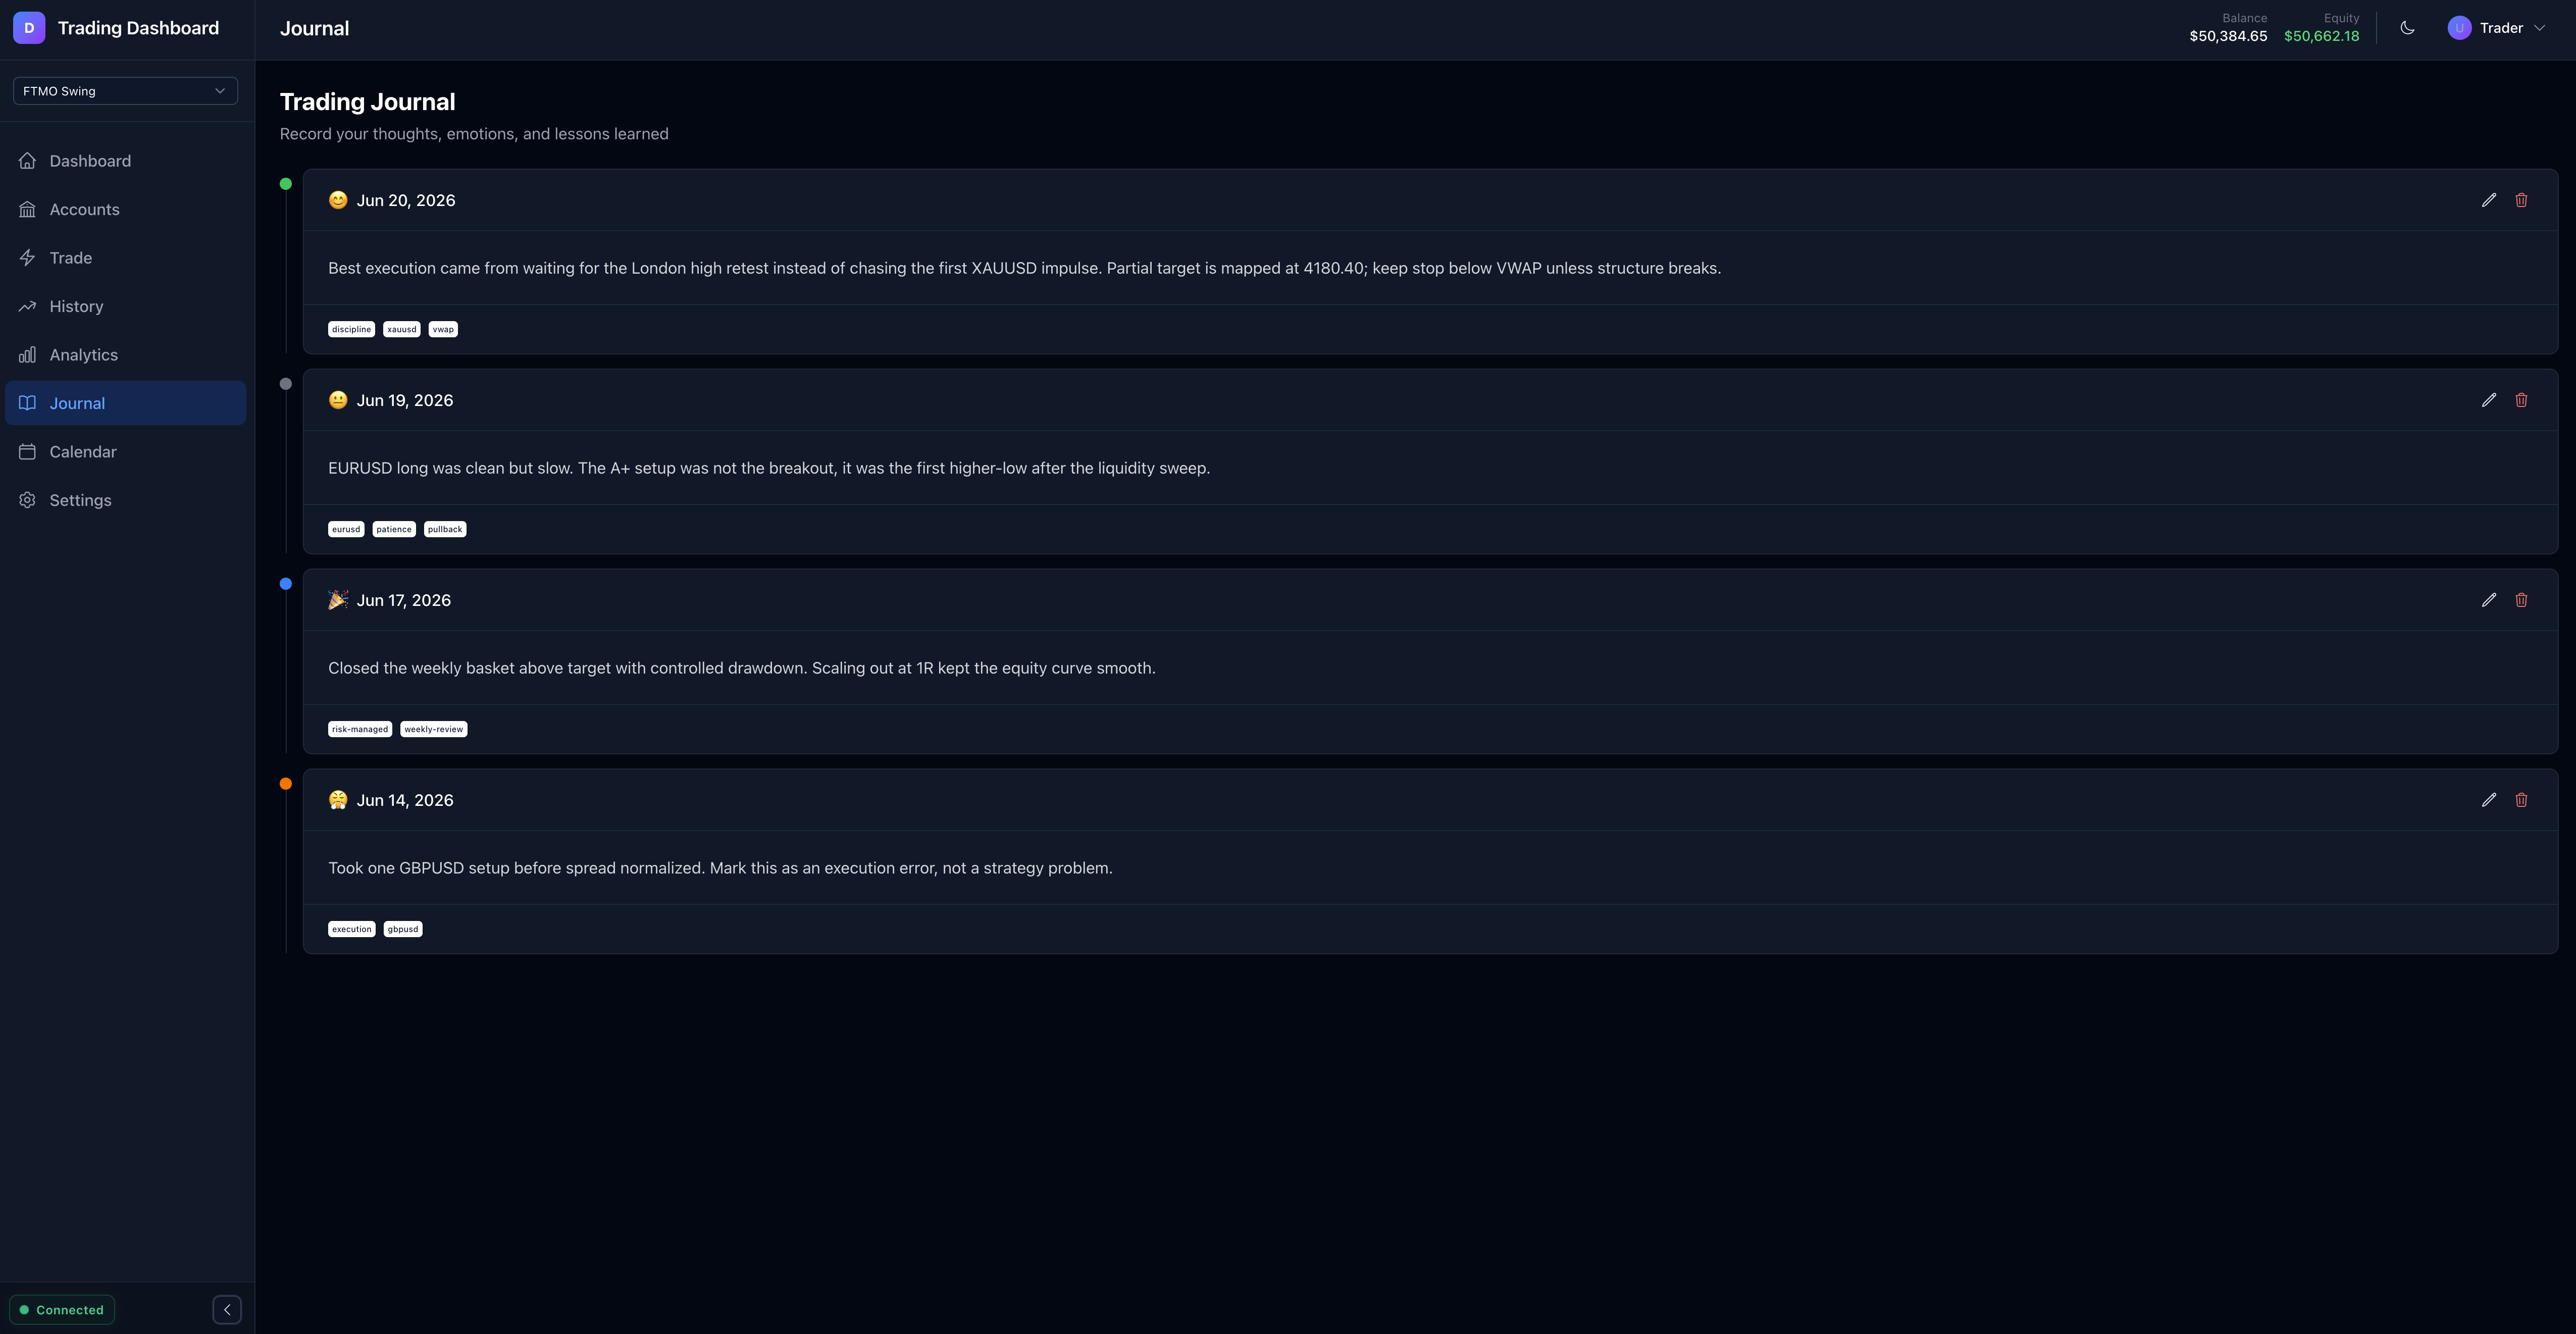 D Trading Dashboard
FTMO Swing
Dashboard
Accounts
Trade
History
Analytics
Journal
Calendar
Settings
Connected
Journal
Balance
$50,384.65
Equity
$50,662.18
U Trader
Trading Journal
Record your thoughts, emotions, and lessons learned
Jun 20, 2026
Best execution came from waiting for the London high retest instead of chasing the first XAUUSD impulse. Partial target is mapped at 4180.40; keep stop below VWAP unless structure breaks.
discipline xauusd vwap
Jun 19, 2026
EURUSD long was clean but slow. The A+ setup was not the breakout, it was the first higher-low after the liquidity sweep.
eurusd patience pullback
Jun 17, 2026
Closed the weekly basket above target with controlled drawdown. Scaling out at 1R kept the equity curve smooth.
risk-managed weekly-review
Jun 14, 2026
Took one GBPUSD setup before spread normalized. Mark this as an execution error, not a strategy problem.
execution gbpusd